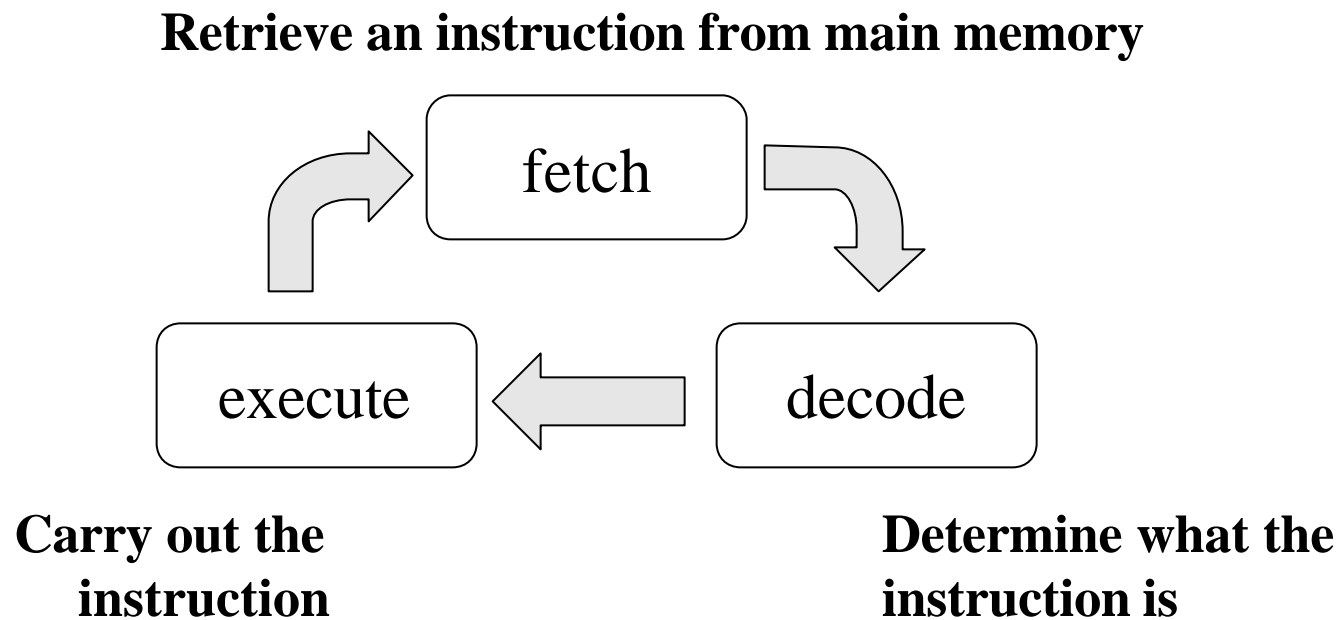 Retrieve an instruction from main memory
fetch
execute
decode
Carry out the
instruction
Determine what the
instruction is